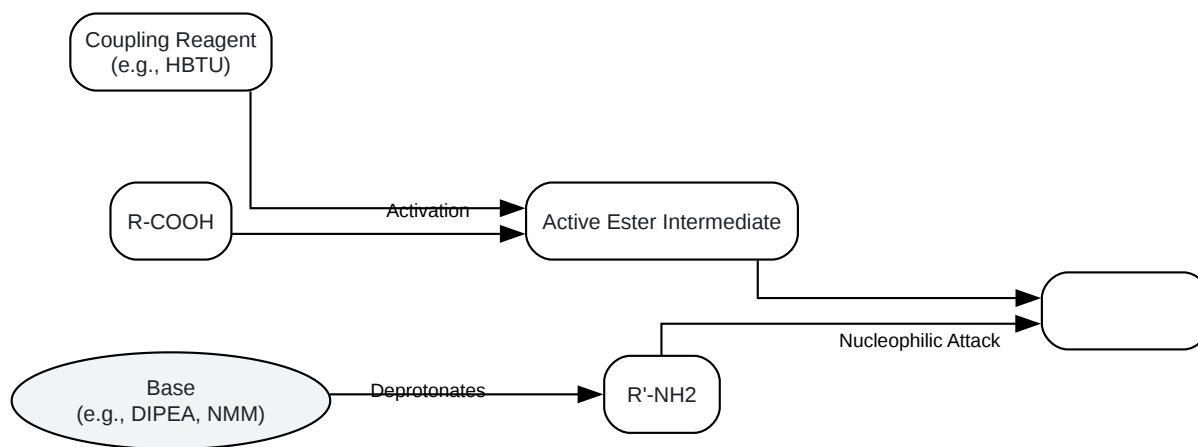 Coupling Reagent
(e.g., HBTU)
R-COOH
Activation
Active Ester Intermediate
Nucleophilic Attack
Base
(e.g., DIPEA, NMM)
Deprotonates
R'-NH2